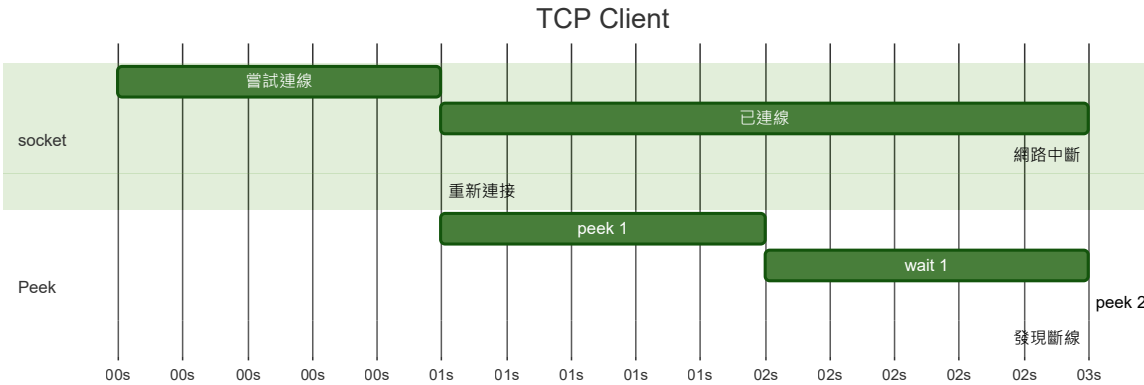 TCP Client
嘗試連線
已連線
socket
網路中斷
重新連接
peek 1
wait 1
Peek
peek 2
發現斷線
00s 00s 00s 00s 00s 01s 01s 01s 01s 01s 02s 02s 02s 02s 02s 03s